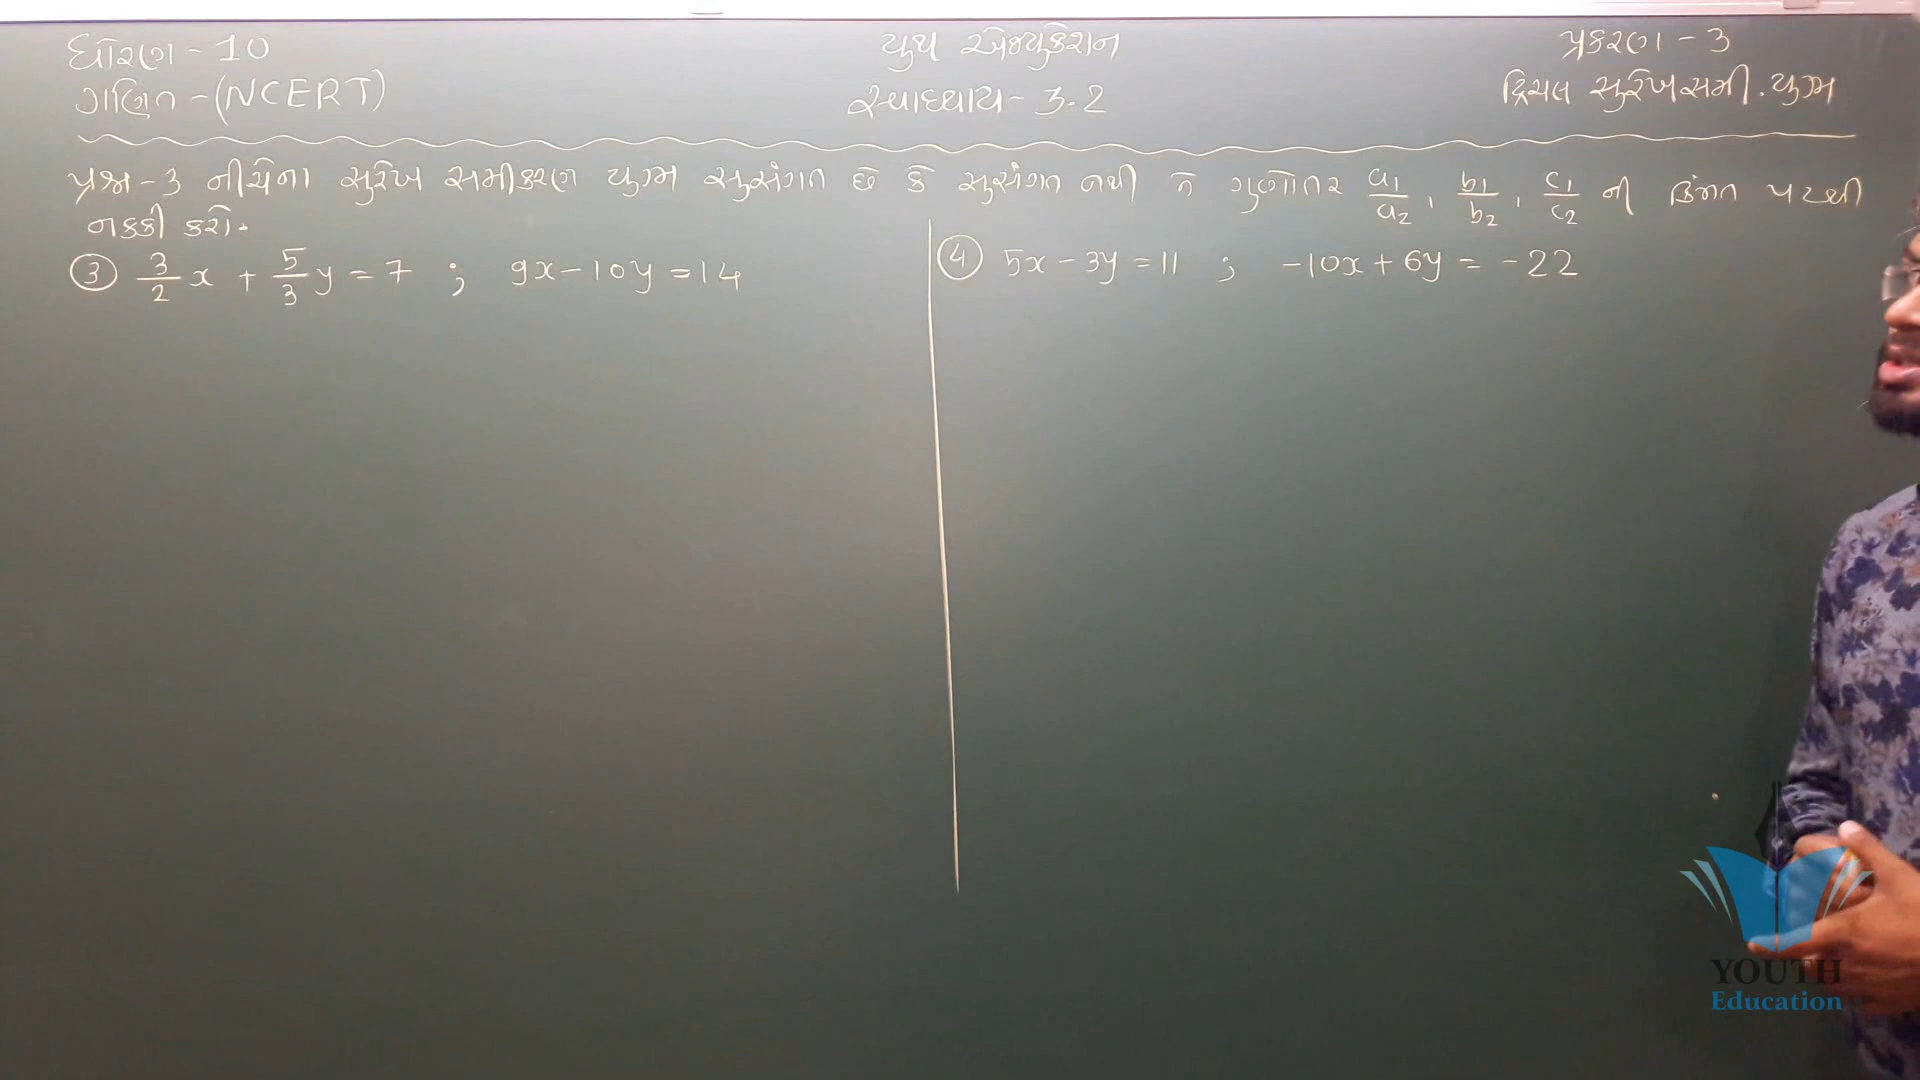 ધોરણ - 10
ગણિત - (NCERT)
યુથ એજ્યુકેશન
સ્વાધ્યાય - 3.2
પ્રકરણ - 3
દ્વિચલ સુરેખ સમી. યુગ્મ
પ્રશ્ન - 3 નીચેના સુરેખ સમીકરણ યુગ્મ સુસંગત છે કે સુસંગત નથી તે ગુણોત્તર a₁/a₂, b₁/b₂, c₁/c₂ ની કિંમત પરથી
નક્કી કરો.
③ 3/2 x + 5/3 y = 7 ; 9x - 10y = 14
④ 5x - 3y = 11 ; -10x + 6y = -22
YOUTH
Education